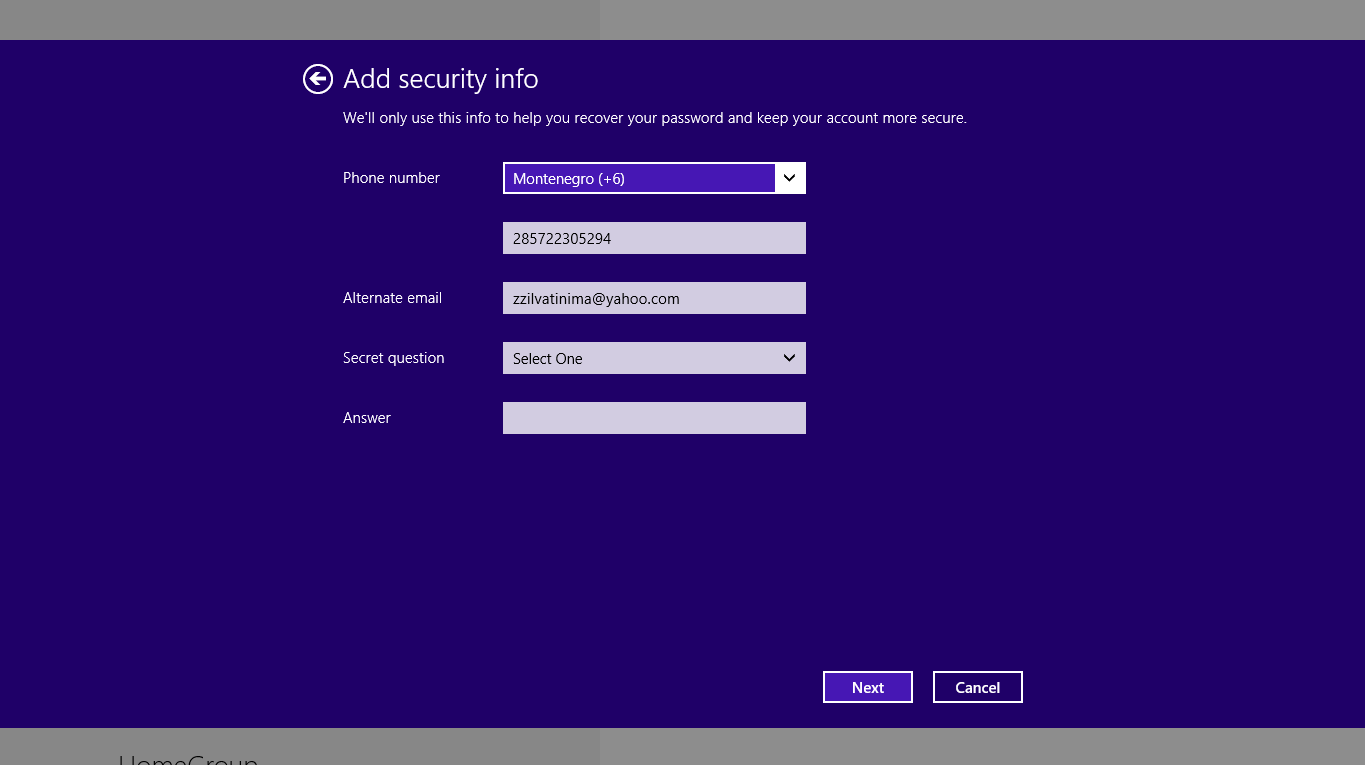 Add security info
We'll only use this info to help you recover your password and keep your account more secure.
Phone number
Montenegro (+6)
285722305294
Alternate email
zzilvatinima@yahoo.com
Secret question
Select One
Answer
Next
Cancel
HomeGroup